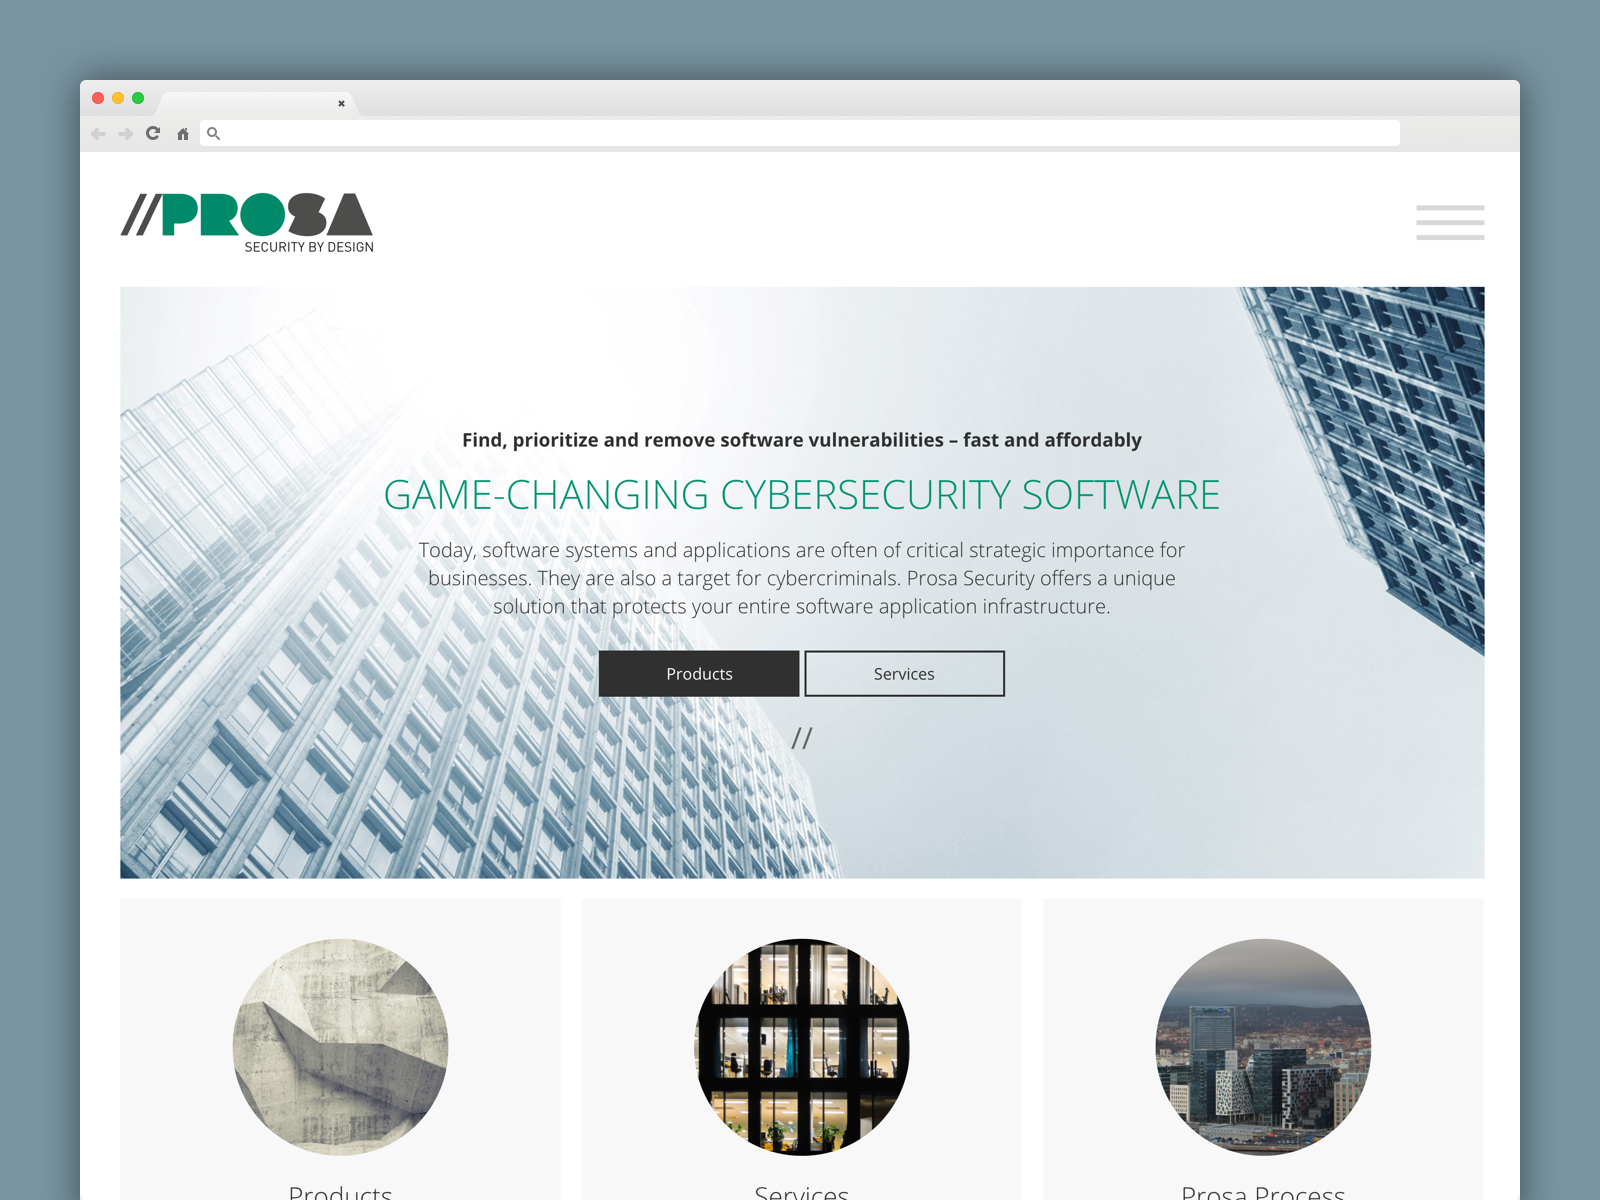 //PROSA
SECURITY BY DESIGN
Find, prioritize and remove software vulnerabilities – fast and affordably
GAME-CHANGING CYBERSECURITY SOFTWARE
Today, software systems and applications are often of critical strategic importance for
businesses. They are also a target for cybercriminals. Prosa Security offers a unique
solution that protects your entire software application infrastructure.
Products
Services
//
Products
Services
Prosa Process